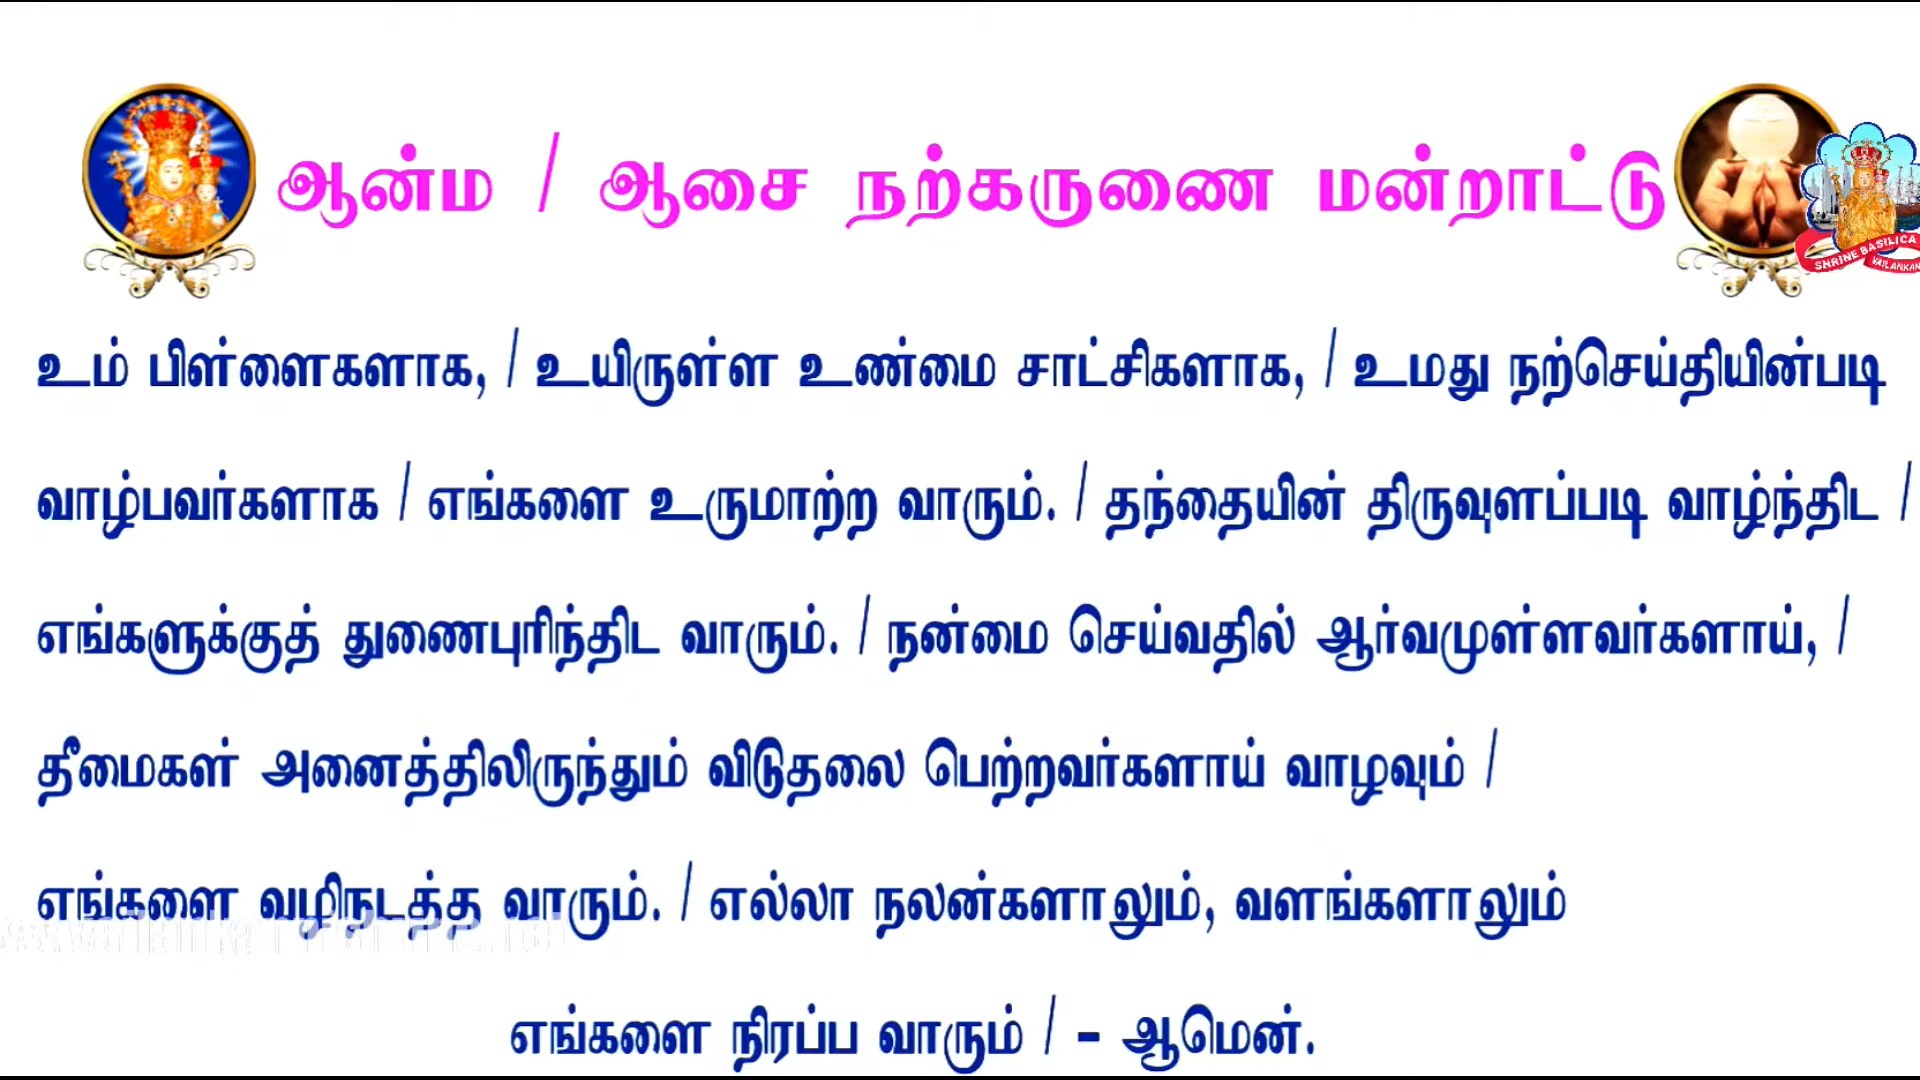 ஆன்ம / ஆசை நற்கருணை மன்றாட்டு
SHRINE BASILICA
உம் பிள்ளைகளாக, / உயிருள்ள உண்மை சாட்சிகளாக, / உமது நற்செய்தியின்படி
வாழ்பவர்களாக / எங்களை உருமாற்ற வாரும். / தந்தையின் திருவுளப்படி வாழ்ந்திட /
எங்களுக்குத் துணைபுரிந்திட வாரும். / நன்மை செய்வதில் ஆர்வமுள்ளவர்களாய், /
தீமைகள் அனைத்திலிருந்தும் விடுதலை பெற்றவர்களாய் வாழவும் /
எங்களை வழிநடத்த வாரும். / எல்லா நலன்களாலும், வளங்களாலும்
எங்களை நிரப்ப வாரும் / - ஆமென்.